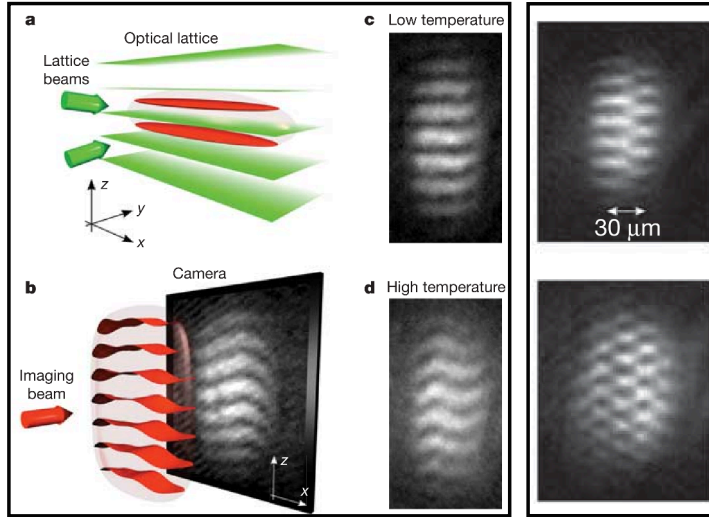 a
Optical lattice
Lattice
beams
z
y
x
b
Camera
Imaging
beam
z
x
c Low temperature
d High temperature
30 μm